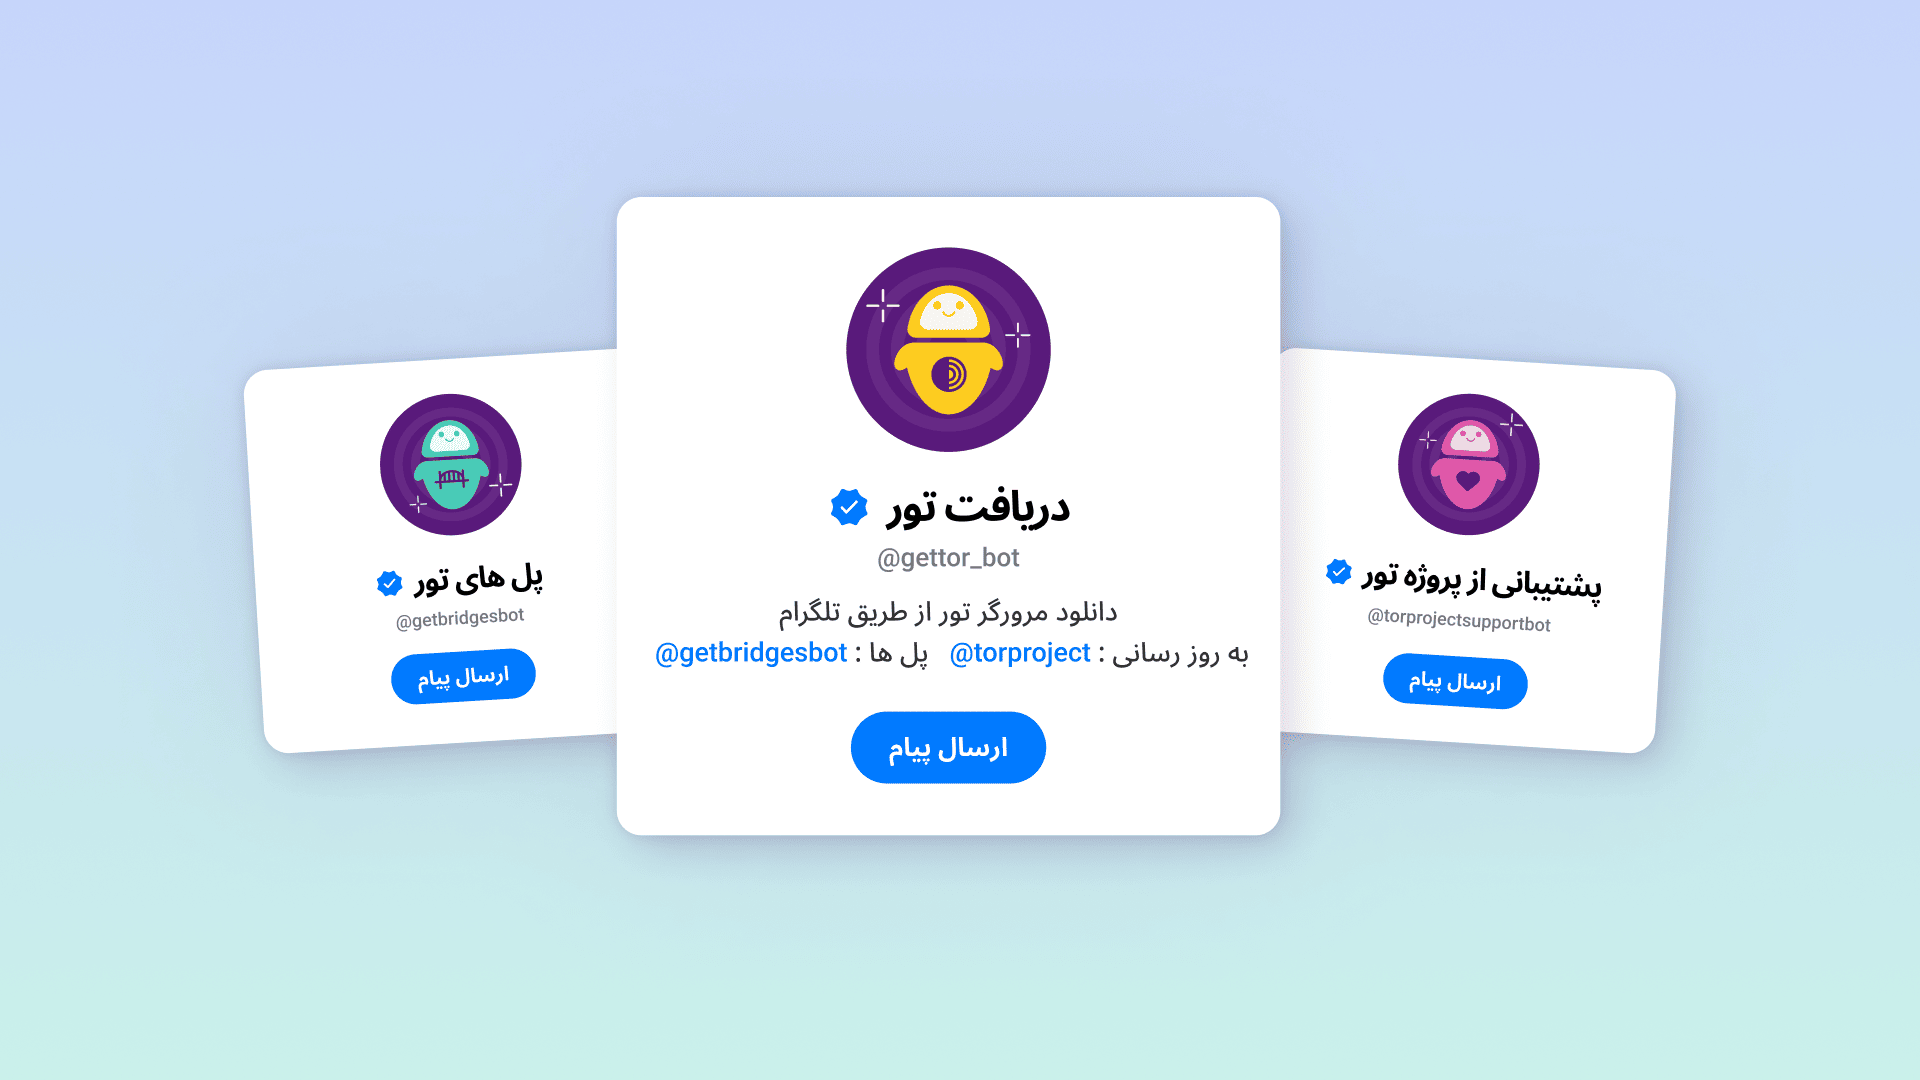 دریافت تور
@gettor_bot
دانلود مرورگر تور از طریق تلگرام
به روز رسانی : @torproject پل ها : @getbridgesbot
ارسال پیام
پشتیبانی از پروژه تور
@torprojectsupportbot
ارسال پیام
پل های تور
@getbridgesbot
ارسال پیام